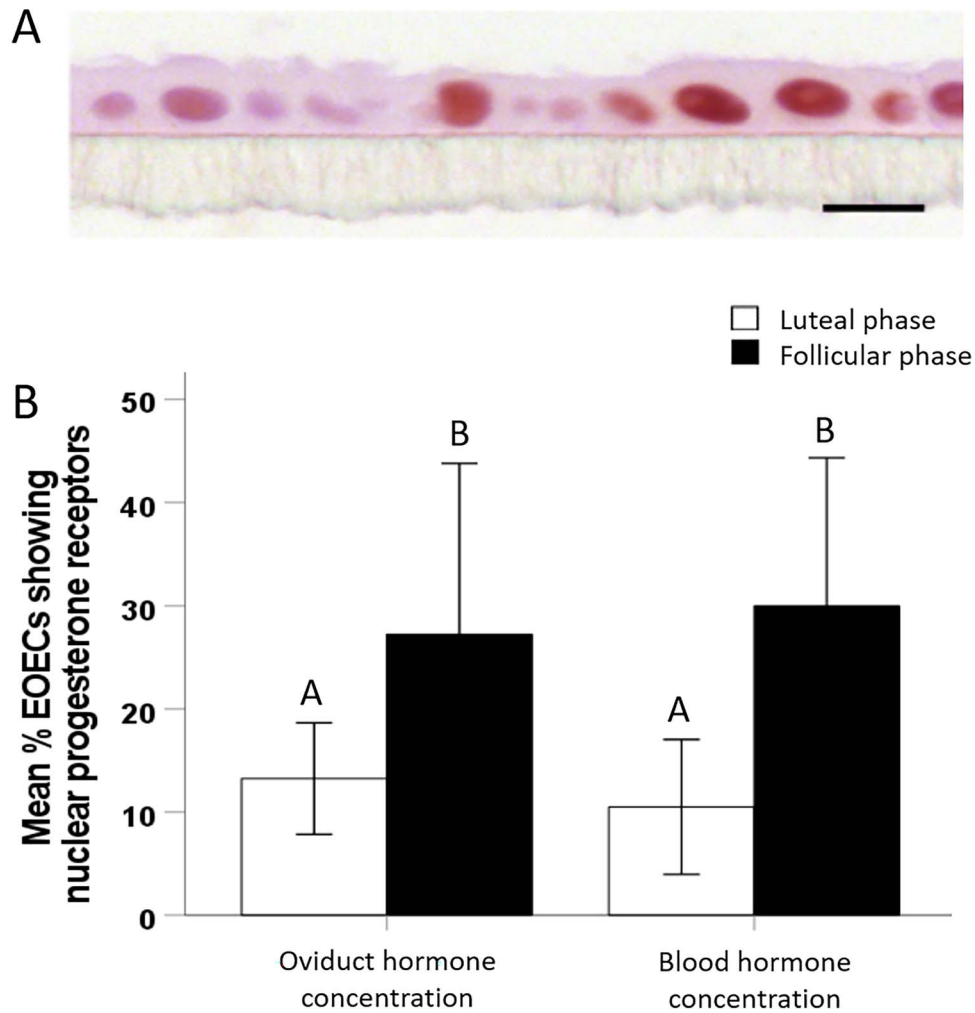 A
Luteal phase
Follicular phase
B
Mean % EOECs showing
nuclear progesterone receptors
50
40
30
20
10
0
A
B
A
B
Oviduct hormone
concentration
Blood hormone
concentration